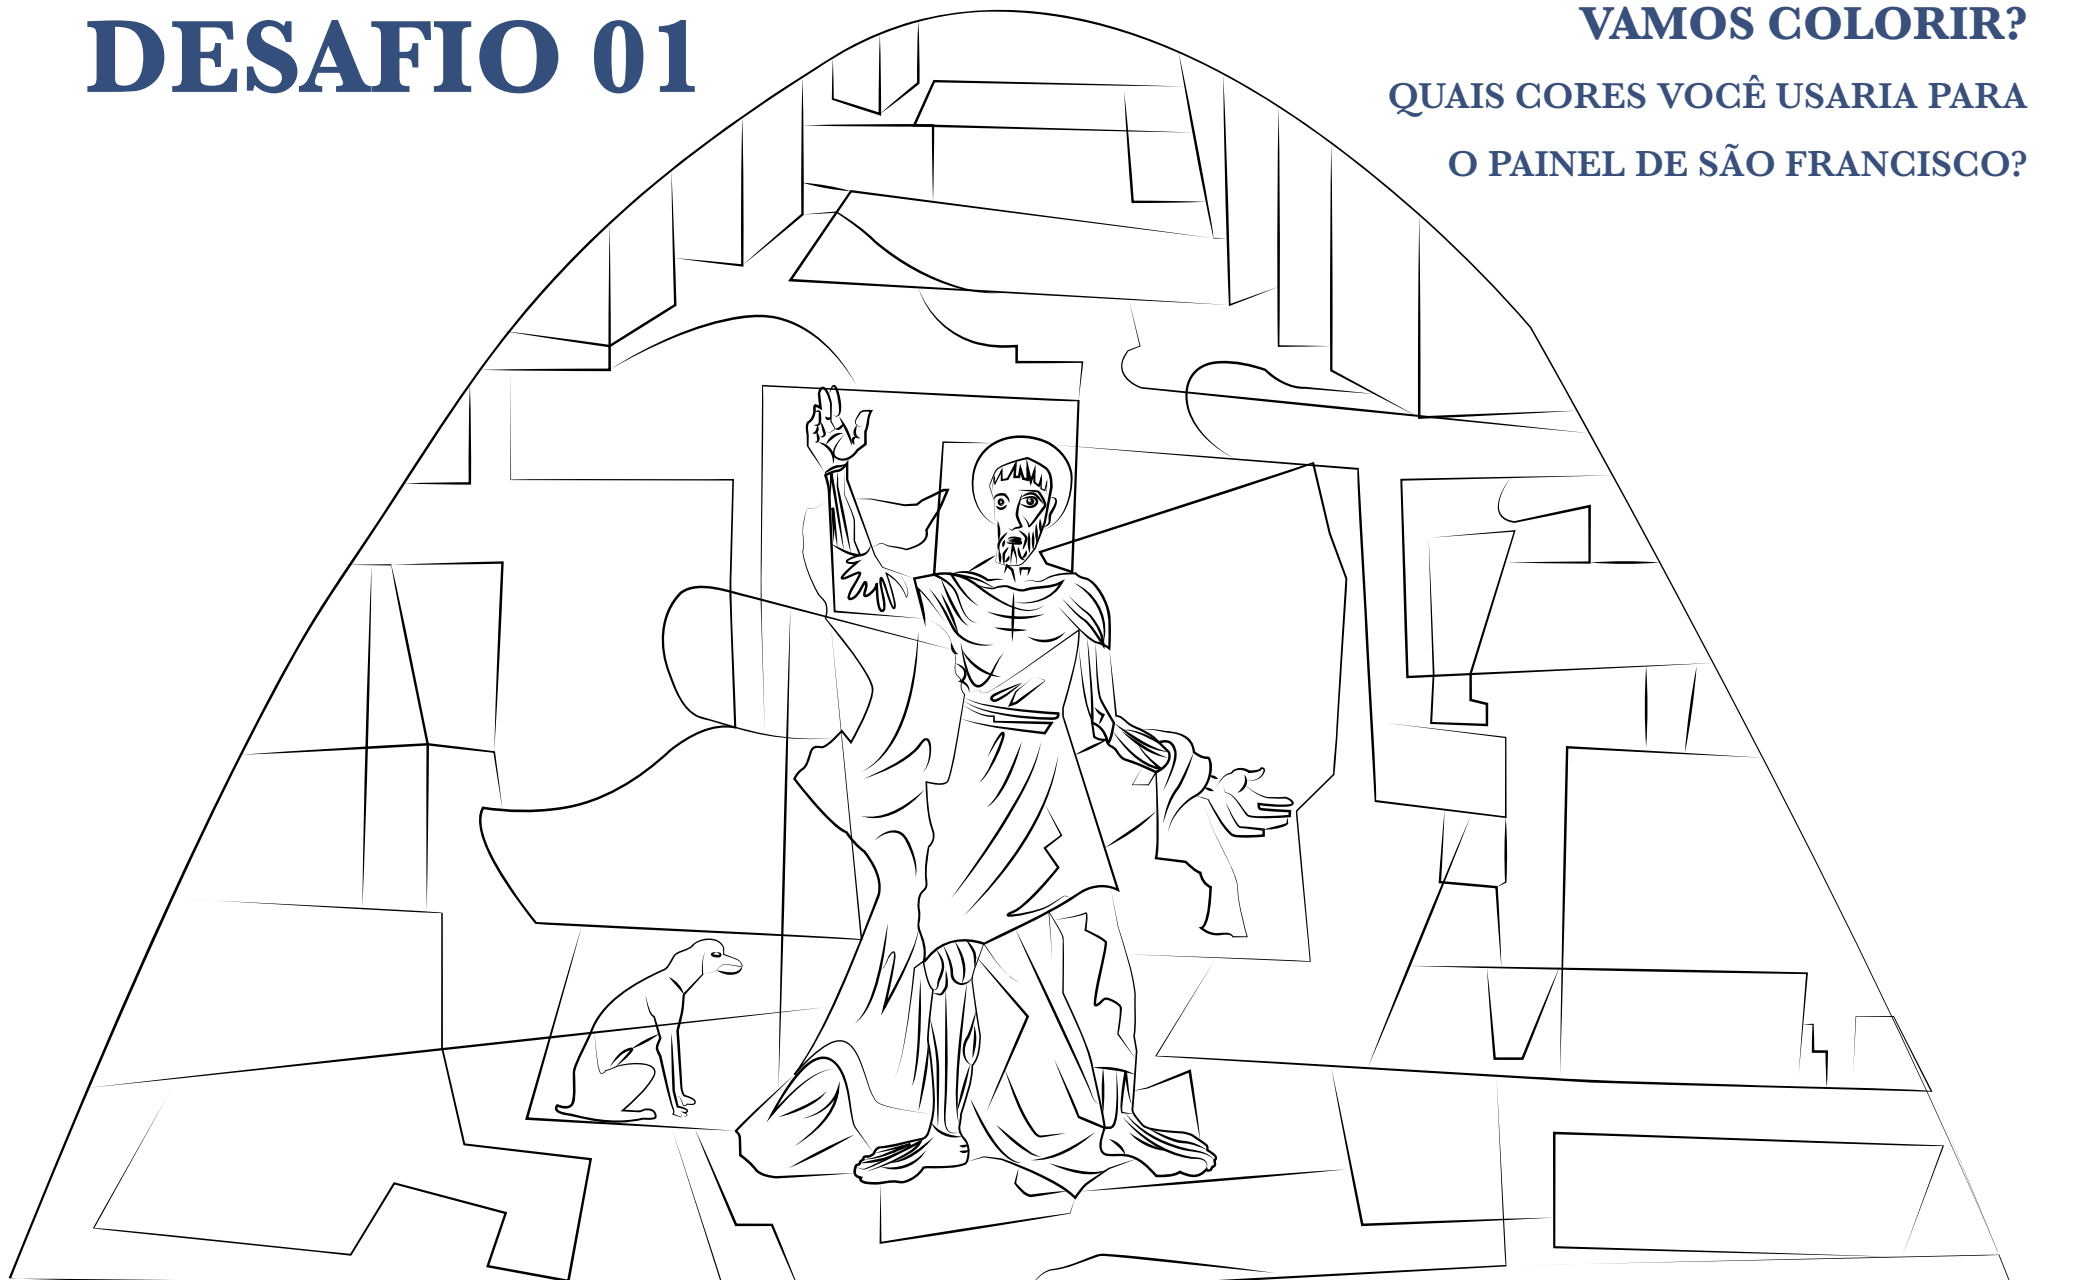 DESAFIO 01
VAMOS COLORIR?
QUAIS CORES VOCÊ USARIA PARA
O PAINEL DE SÃO FRANCISCO?